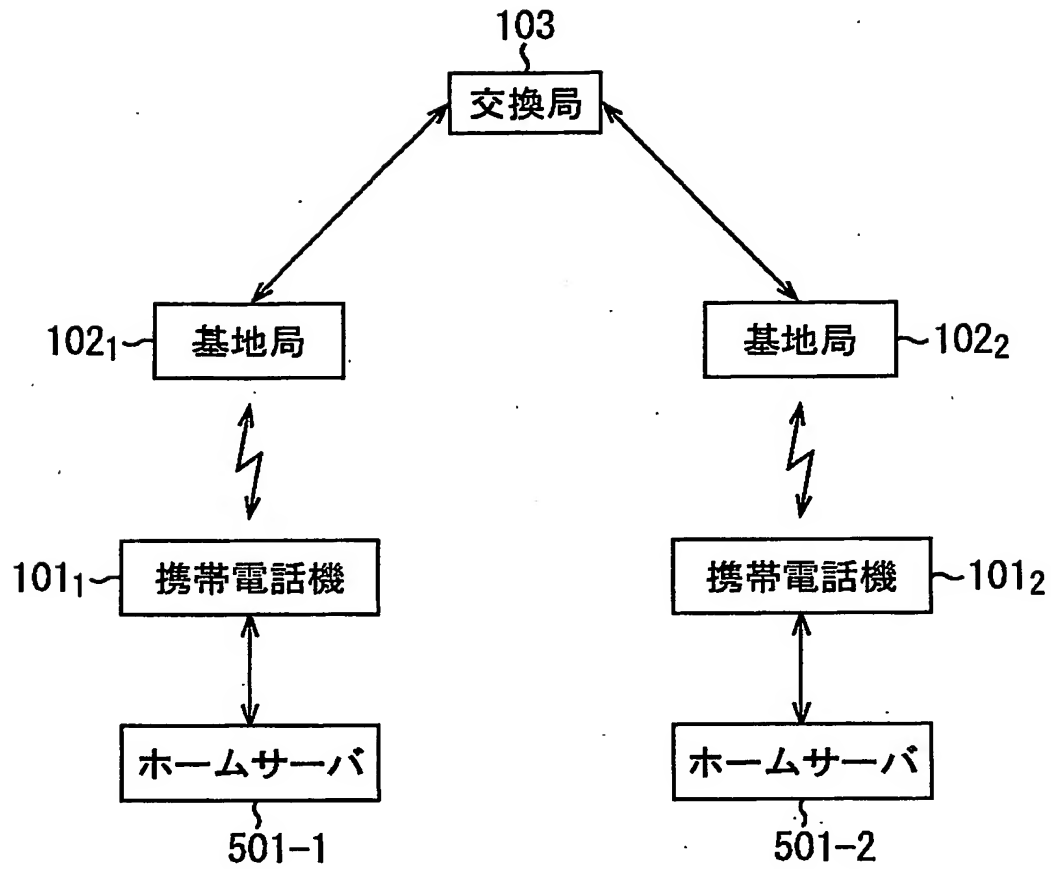 103
交換局
102₁ 基地局
基地局 102₂
101₁ 携帯電話機
携帯電話機 101₂
ホームサーバ
ホームサーバ
501-1
501-2